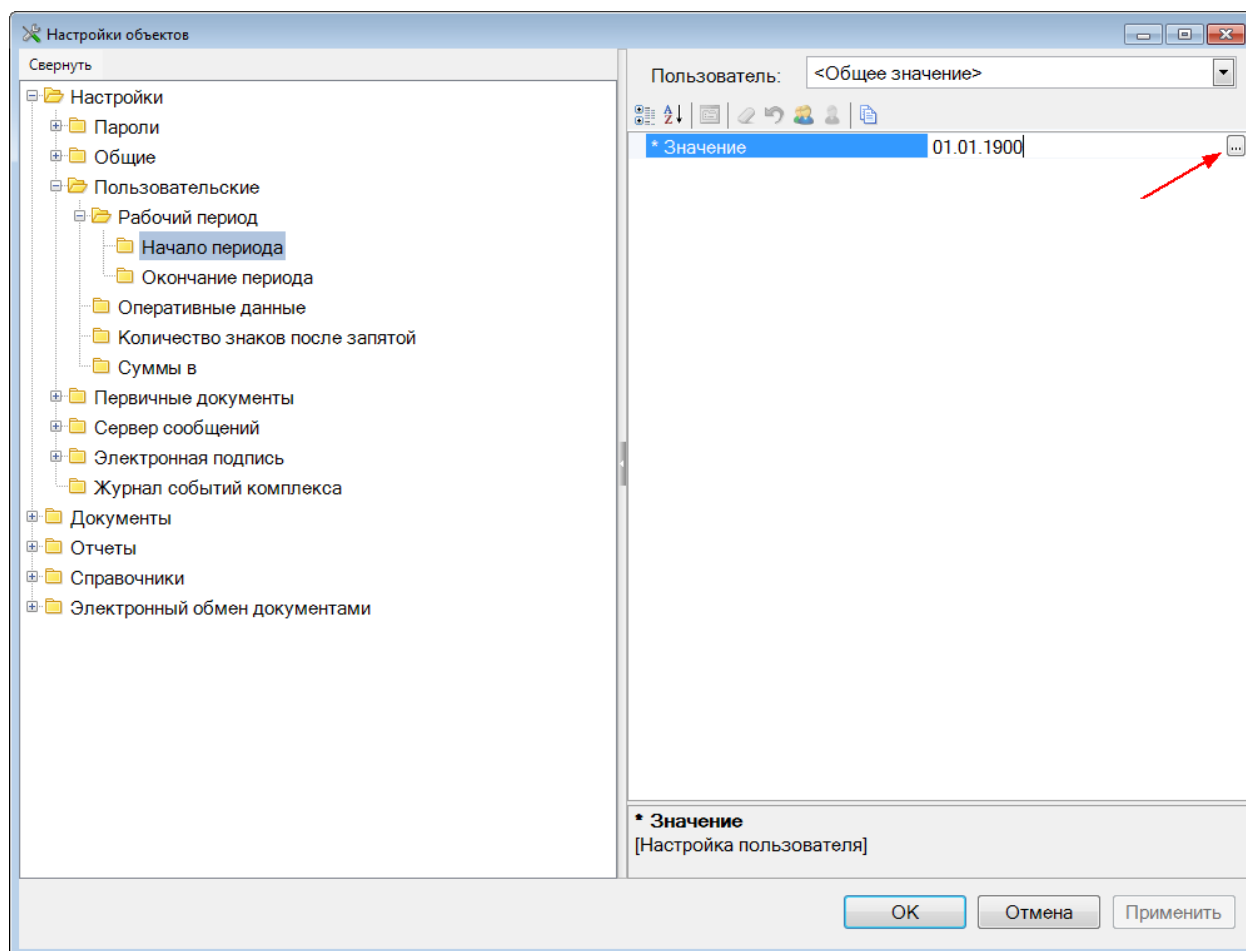 Настройки объектов
Свернуть
Настройки
Пароли
Общие
Пользовательские
Рабочий период
Начало периода
Окончание периода
Оперативные данные
Количество знаков после запятой
Суммы в
Первичные документы
Сервер сообщений
Электронная подпись
Журнал событий комплекса
Документы
Отчеты
Справочники
Электронный обмен документами
Пользователь: <Общее значение>
* Значение 01.01.1900 ...
* Значение
[Настройка пользователя]
OK Отмена Применить